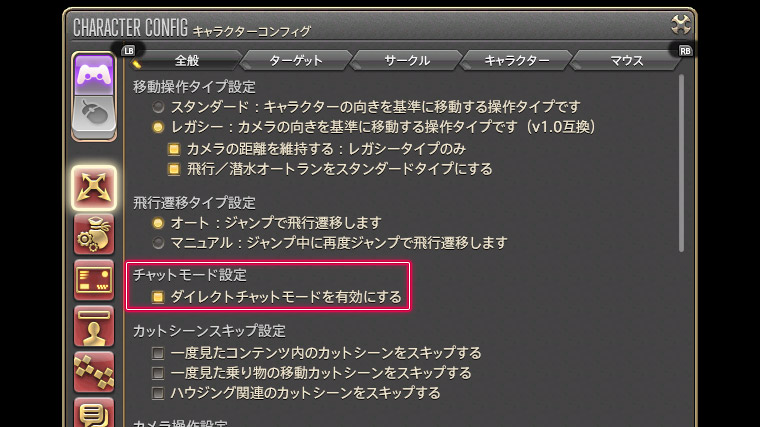 CHARACTER CONFIG キャラクターコンフィグ
LB 全般 ターゲット サークル キャラクター マウス RB
移動操作タイプ設定
スタンダード：キャラクターの向きを基準に移動する操作タイプです
レガシー：カメラの向きを基準に移動する操作タイプです（v1.0互換）
カメラの距離を維持する：レガシータイプのみ
飛行／潜水オートランをスタンダードタイプにする
飛行遷移タイプ設定
オート：ジャンプで飛行遷移します
マニュアル：ジャンプ中に再度ジャンプで飛行遷移します
チャットモード設定
ダイレクトチャットモードを有効にする
カットシーンスキップ設定
一度見たコンテンツ内のカットシーンをスキップする
一度見た乗り物の移動カットシーンをスキップする
ハウジング関連のカットシーンをスキップする
カメラ操作設定